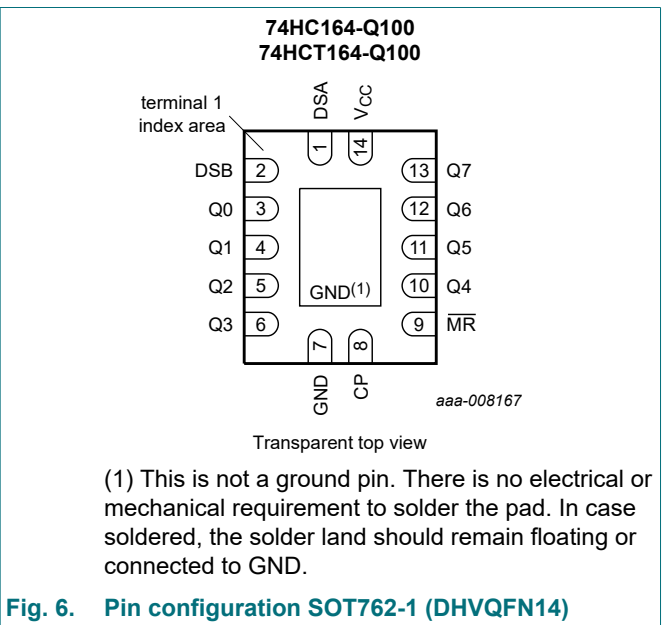 74HC164-Q100
74HCT164-Q100
terminal 1
index area
DSA
VCC
1
14
DSB 2
13 Q7
Q0 3
12 Q6
Q1 4
11 Q5
Q2 5
10 Q4
Q3 6
9 MR
GND(1)
7
8
GND
CP
aaa-008167
Transparent top view
(1) This is not a ground pin. There is no electrical or
mechanical requirement to solder the pad. In case
soldered, the solder land should remain floating or
connected to GND.
Fig. 6. Pin configuration SOT762-1 (DHVQFN14)